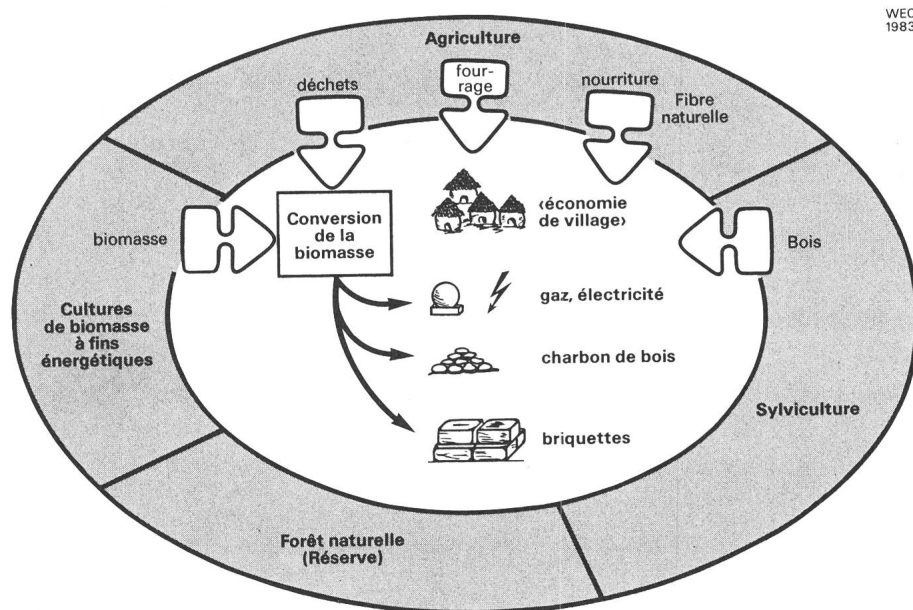 WEC
1983
Agriculture
déchets
four-
rage
nourriture
Fibre
naturelle
biomasse
Conversion
de la
biomasse
‹économie
de village›
Bois
gaz, électricité
Cultures
de biomasse
à fins
énergétiques
charbon de bois
Sylviculture
briquettes
Forêt naturelle
(Réserve)